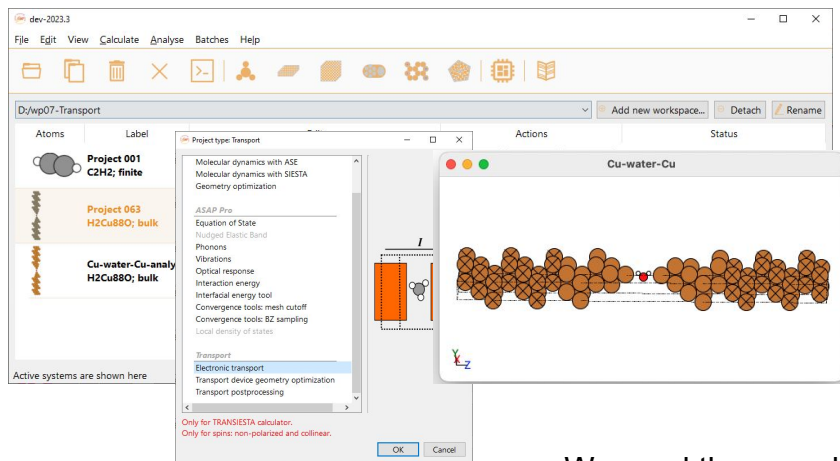 dev-2023.3
File Edit View Calculate Analyse Batches Help
D:/wp07-Transport
Add new workspace... Detach Rename
Atoms Label Actions Status
Project 001
C2H2; finite
Project 063
H2Cu88O; bulk
Cu-water-Cu-analy
H2Cu88O; bulk
Active systems are shown here
Project type: Transport
Molecular dynamics with ASE
Molecular dynamics with SIESTA
Geometry optimization
ASAP Pro
Equation of State
Nudged Elastic Band
Phonons
Vibrations
Optical response
Interaction energy
Interfacial energy tool
Convergence tools: mesh cutoff
Convergence tools: BZ sampling
Local density of states
Transport
Electronic transport
Transport device geometry optimization
Transport postprocessing
Only for TRANSIESTA calculator.
Only for spins: non-polarized and collinear.
OK Cancel
I
Cu-water-Cu
Y
X
Z